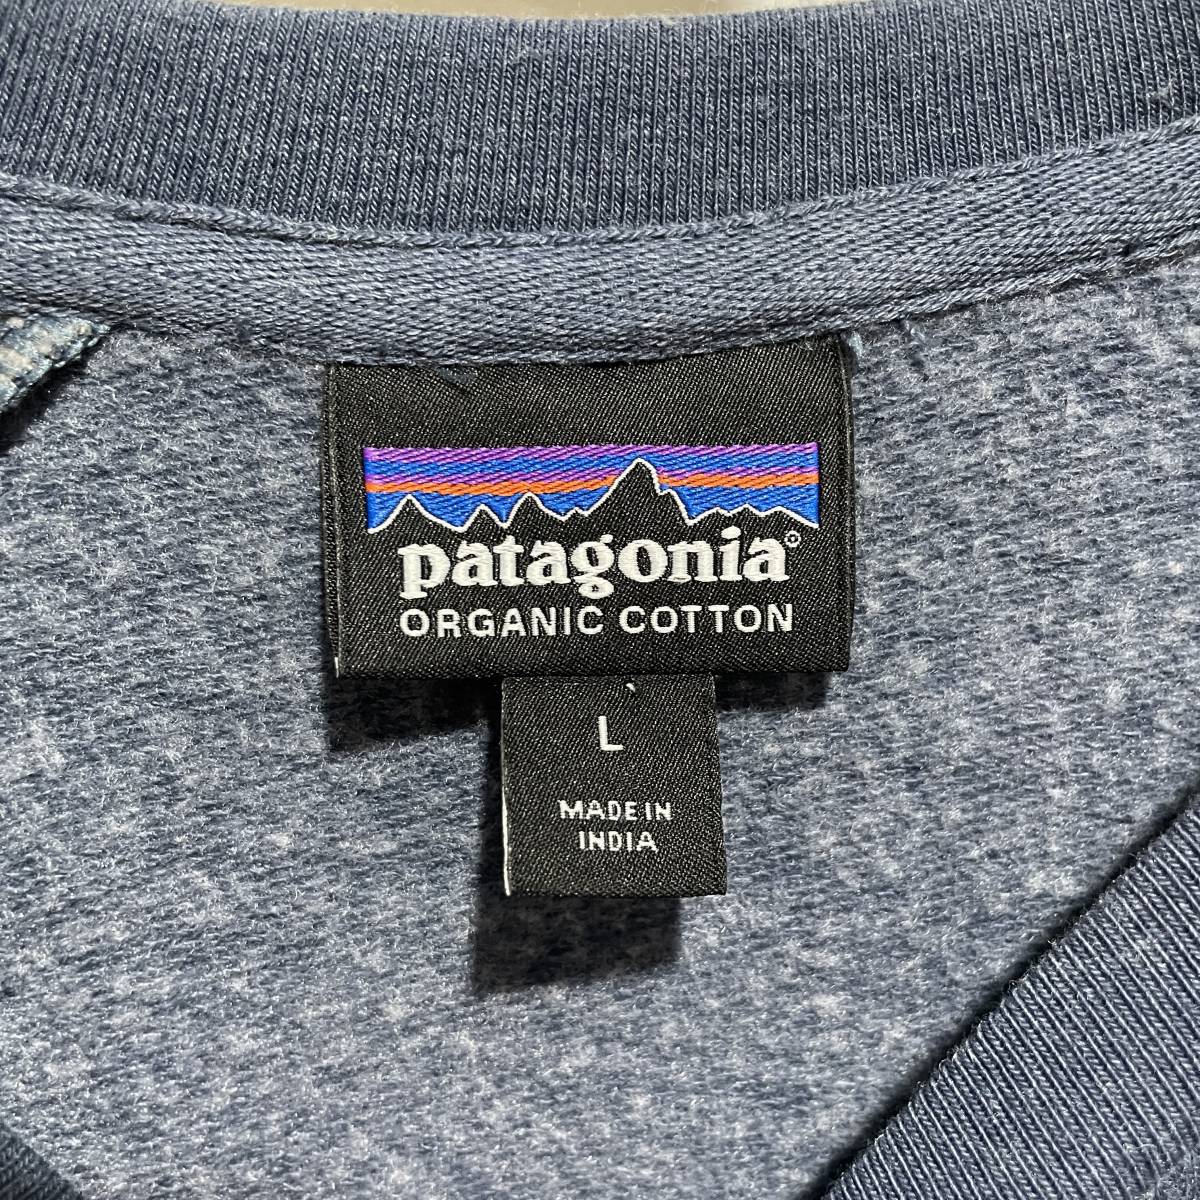 patagonia®
ORGANIC COTTON
L
MADE IN
INDIA